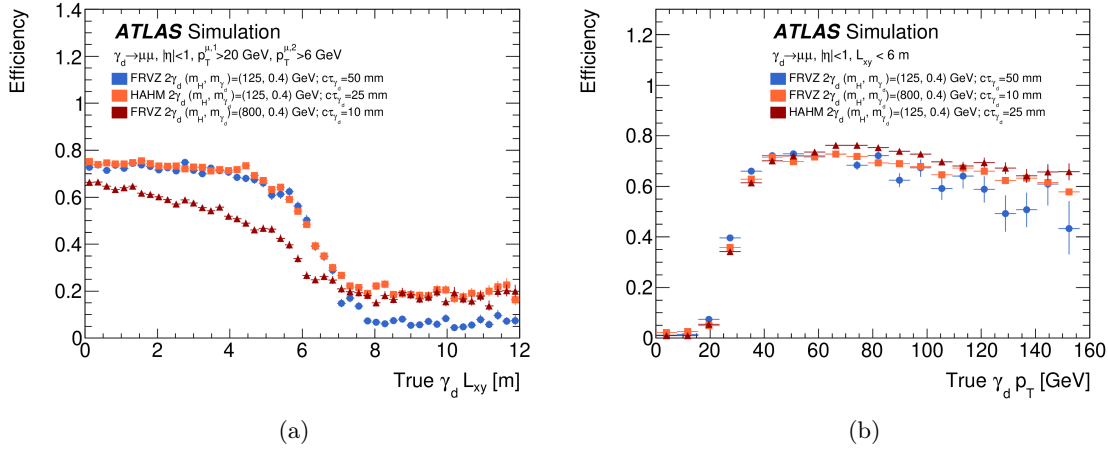 Efficiency
1.4
1.2
1
0.8
0.6
0.4
0.2
0
ATLAS Simulation
γd→μμ, |η|<1, pTμ,1>20 GeV, pTμ,2>6 GeV
FRVZ 2γd (mH, mγd)=(125, 0.4) GeV; cτγd=50 mm
HAHM 2γd (mH, mγd)=(125, 0.4) GeV; cτγd=25 mm
FRVZ 2γd (mH, mγd)=(800, 0.4) GeV; cτγd=10 mm
0 2 4 6 8 10 12
True γd Lxy [m]
(a)
Efficiency
1.2
1
0.8
0.6
0.4
0.2
0
ATLAS Simulation
γd→μμ, |η|<1, Lxy < 6 m
FRVZ 2γd (mH, mγd)=(125, 0.4) GeV; cτγd=50 mm
FRVZ 2γd (mH, mγd)=(800, 0.4) GeV; cτγd=10 mm
HAHM 2γd (mH, mγd)=(125, 0.4) GeV; cτγd=25 mm
0 20 40 60 80 100 120 140 160
True γd pT [GeV]
(b)